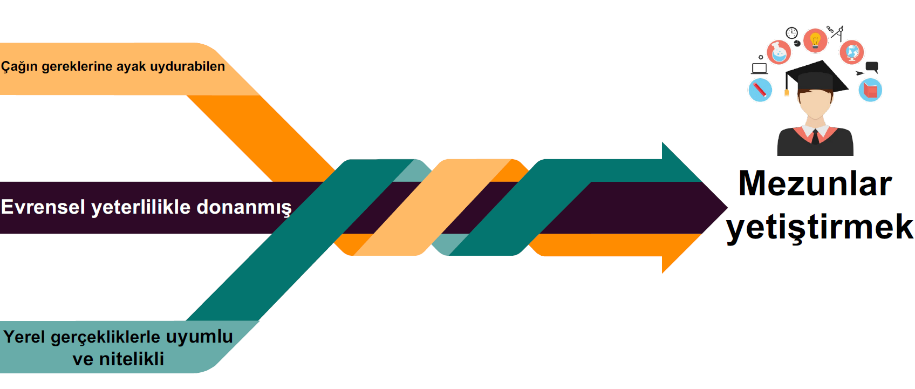 Çağın gereklerine ayak uydurabilen
Evrensel yeterlilikle donanmış
Yerel gerçekliklerle uyumlu
ve nitelikli
Mezunlar
yetiştirmek